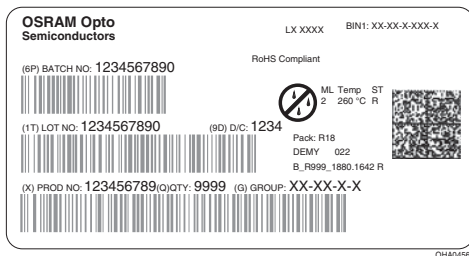 OSRAM Opto
Semiconductors
LX XXXX
BIN1: XX-XX-X-XXX-X
RoHS Compliant
(6P) BATCH NO: 1234567890
ML Temp ST
2 260 °C R
(1T) LOT NO: 1234567890
(9D) D/C: 1234
Pack: R18
DEMY 022
B_R999_1880.1642 R
(X) PROD NO: 123456789(Q)QTY: 9999 (G) GROUP: XX-XX-X-X
OHA0456